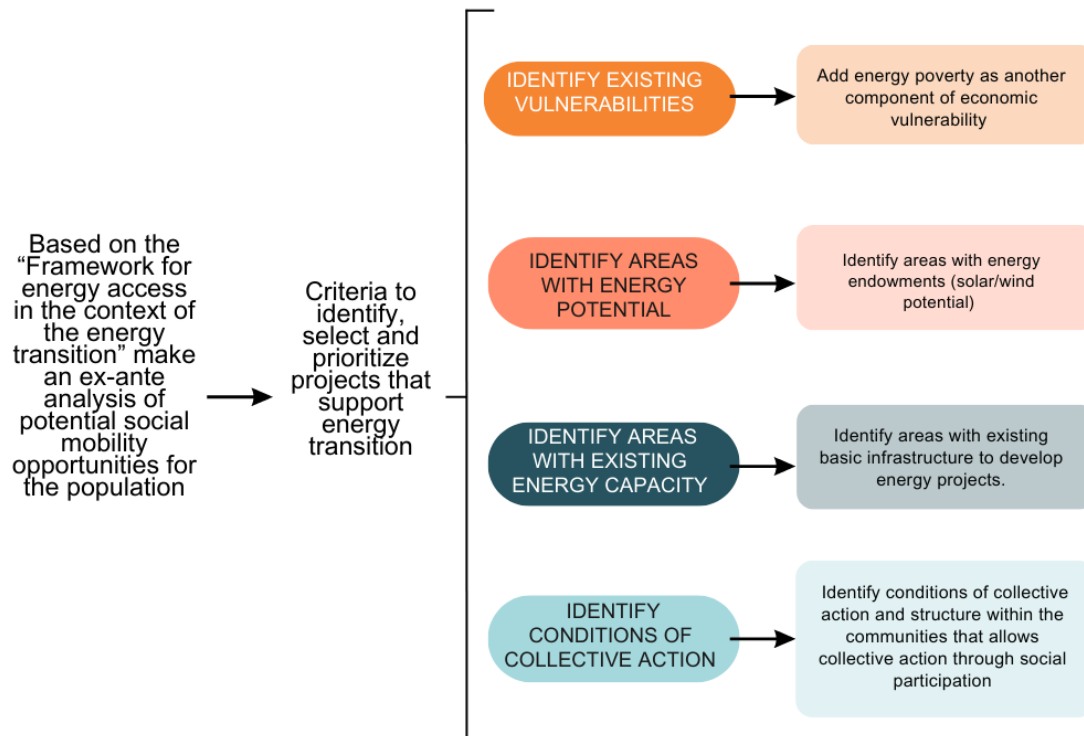 Based on the
“Framework for
energy access
in the context of
the energy
transition” make
an ex-ante
analysis of
potential social
mobility
opportunities for
the population
Criteria to
identify,
select and
prioritize
projects that
support
energy
transition
IDENTIFY EXISTING
VULNERABILITIES
Add energy poverty as another
component of economic
vulnerability
IDENTIFY AREAS
WITH ENERGY
POTENTIAL
Identify areas with energy
endowments (solar/wind
potential)
IDENTIFY AREAS
WITH EXISTING
ENERGY CAPACITY
Identify areas with existing
basic infrastructure to develop
energy projects.
IDENTIFY
CONDITIONS OF
COLLECTIVE ACTION
Identify conditions of collective
action and structure within the
communities that allows
collective action through social
participation